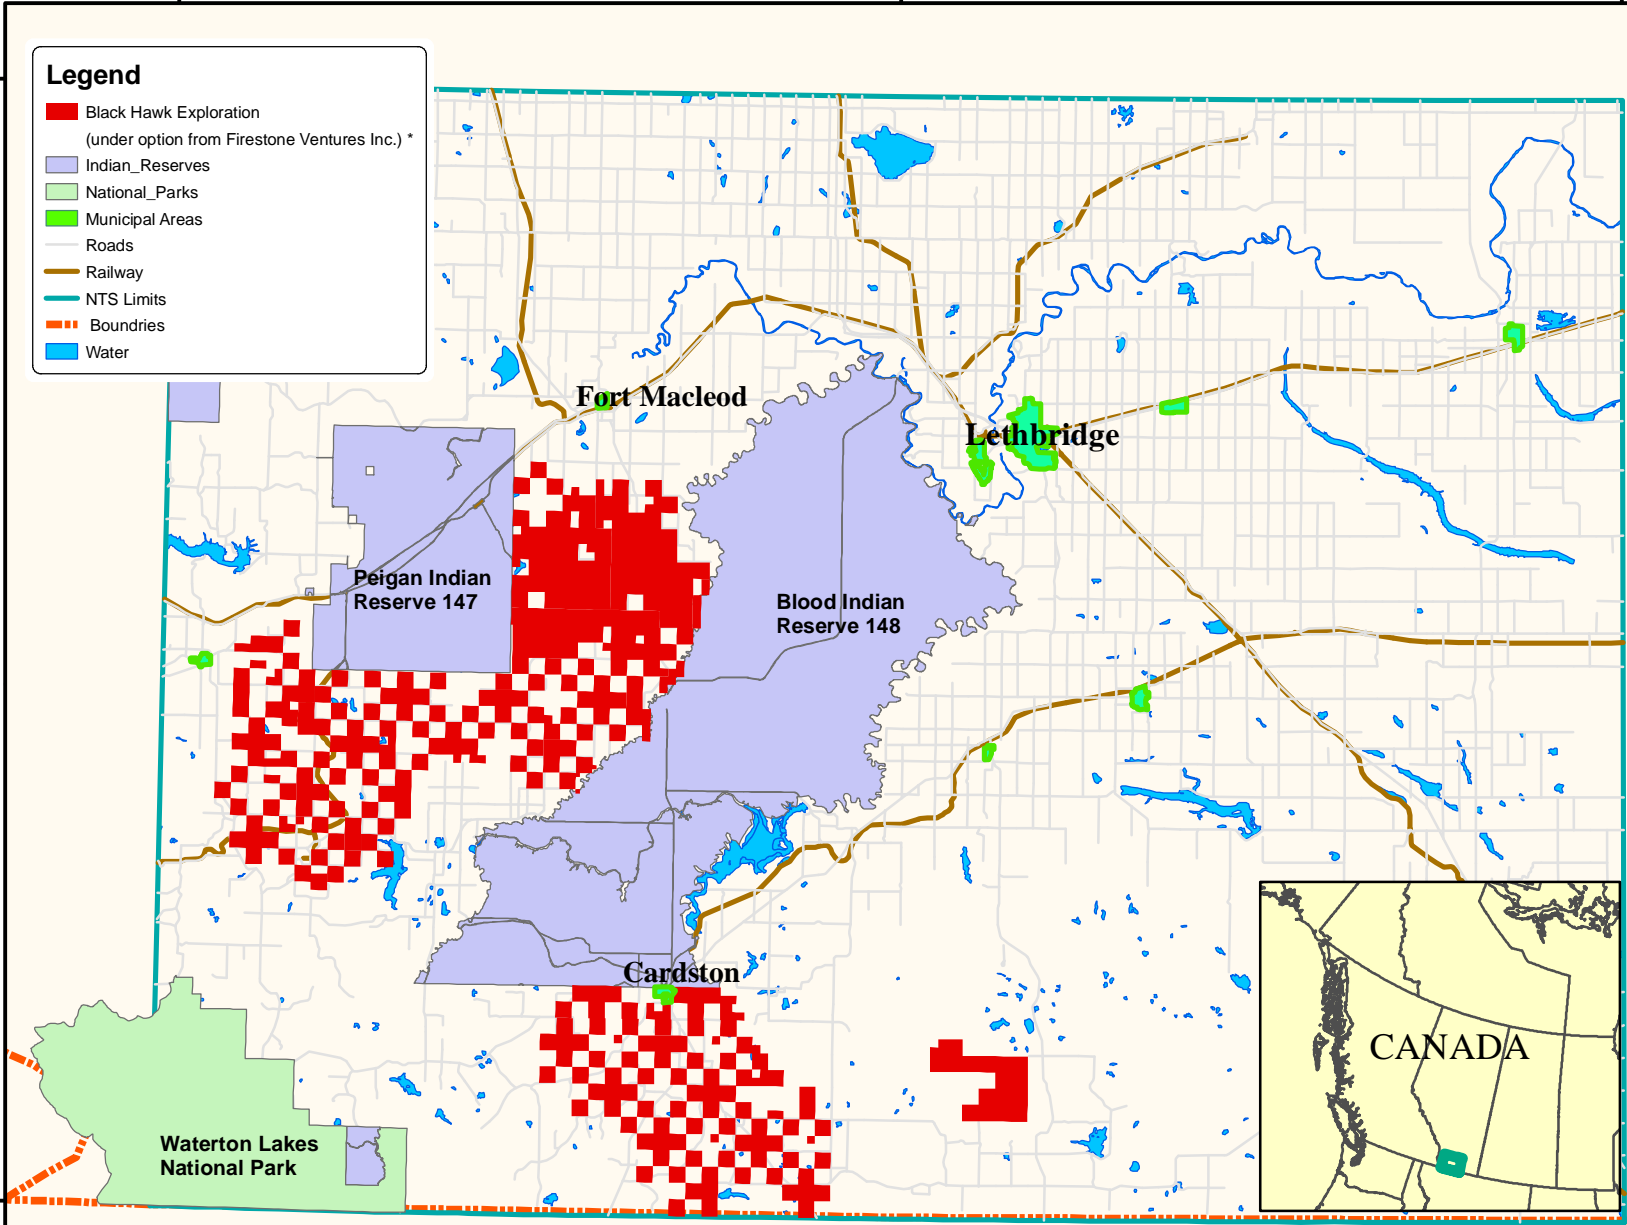 Legend
Black Hawk Exploration
(under option from Firestone Ventures Inc.) *
Indian_Reserves
National_Parks
Municipal Areas
Roads
Railway
NTS Limits
Boundries
Water
Fort Macleod
Lethbridge
Peigan Indian
Reserve 147
Blood Indian
Reserve 148
Cardston
Waterton Lakes
National Park
CANADA